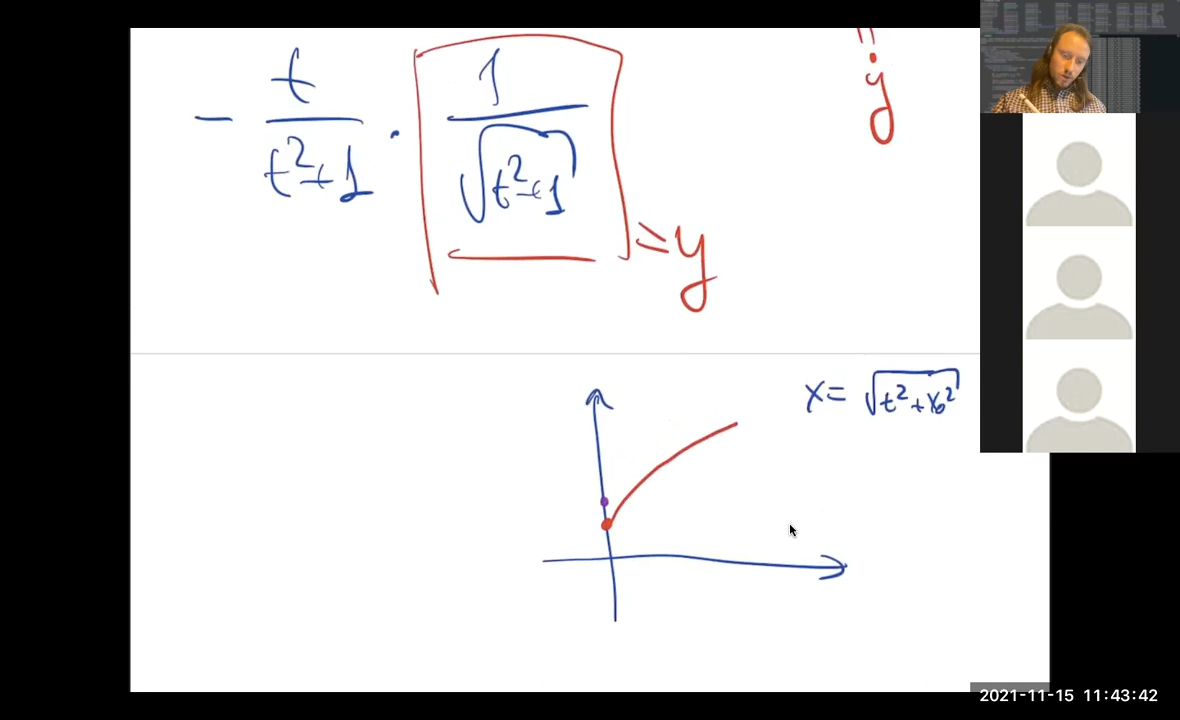 - t / (t²+1) · 1 / √(t²+1) = y
ẏ
x = √(t²+x₀²)
2021-11-15 11:43:42